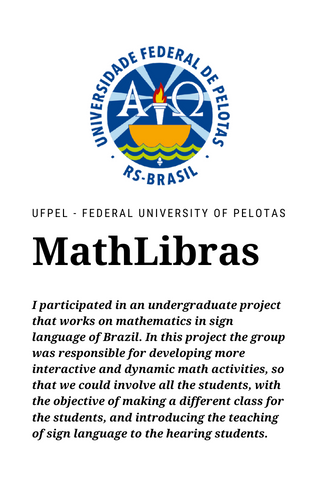 UNIVERSIDADE FEDERAL DE PELOTAS
Α Ω
· RS-BRASIL ·
UFPEL - FEDERAL UNIVERSITY OF PELOTAS
MathLibras
I participated in an undergraduate project
that works on mathematics in sign
language of Brazil. In this project the group
was responsible for developing more
interactive and dynamic math activities, so
that we could involve all the students, with
the objective of making a different class for
the students, and introducing the teaching
of sign language to the hearing students.